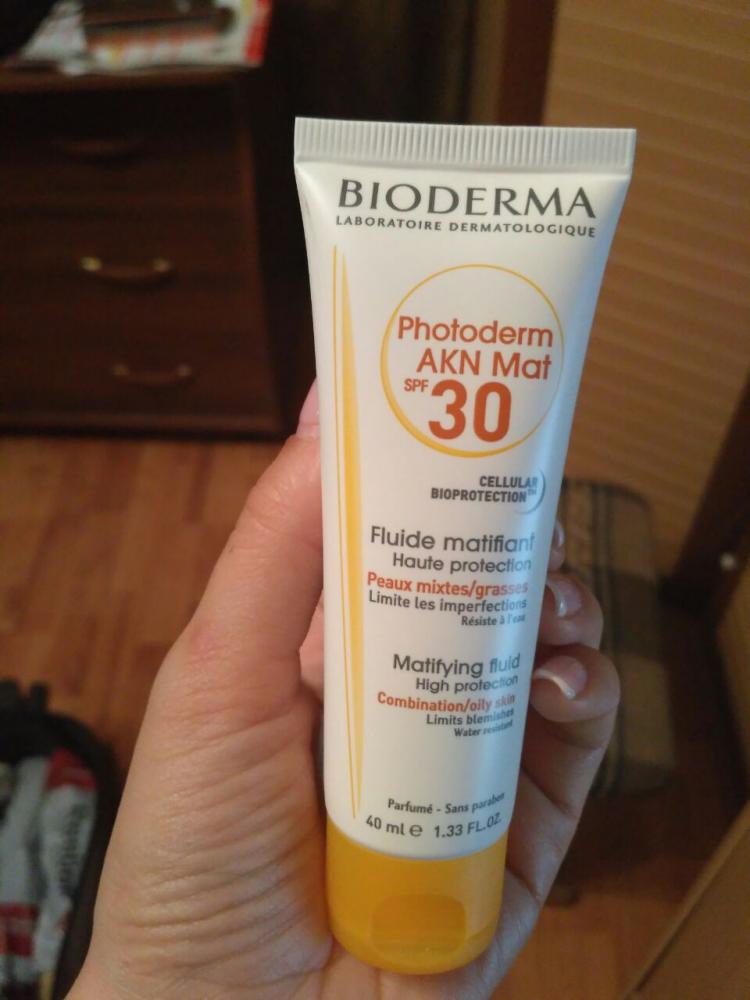 BIODERMA
LABORATOIRE DERMATOLOGIQUE
Photoderm
AKN Mat
SPF 30
CELLULAR
BIOPROTECTION™
Fluide matifiant
Haute protection
Peaux mixtes/grasses
Limite les imperfections
Résiste à l'eau
Matifying fluid
High protection
Combination/oily skin
Limits blemishes
Water resistant
Parfumé - Sans paraben
40 ml e 1.33 FL.OZ.